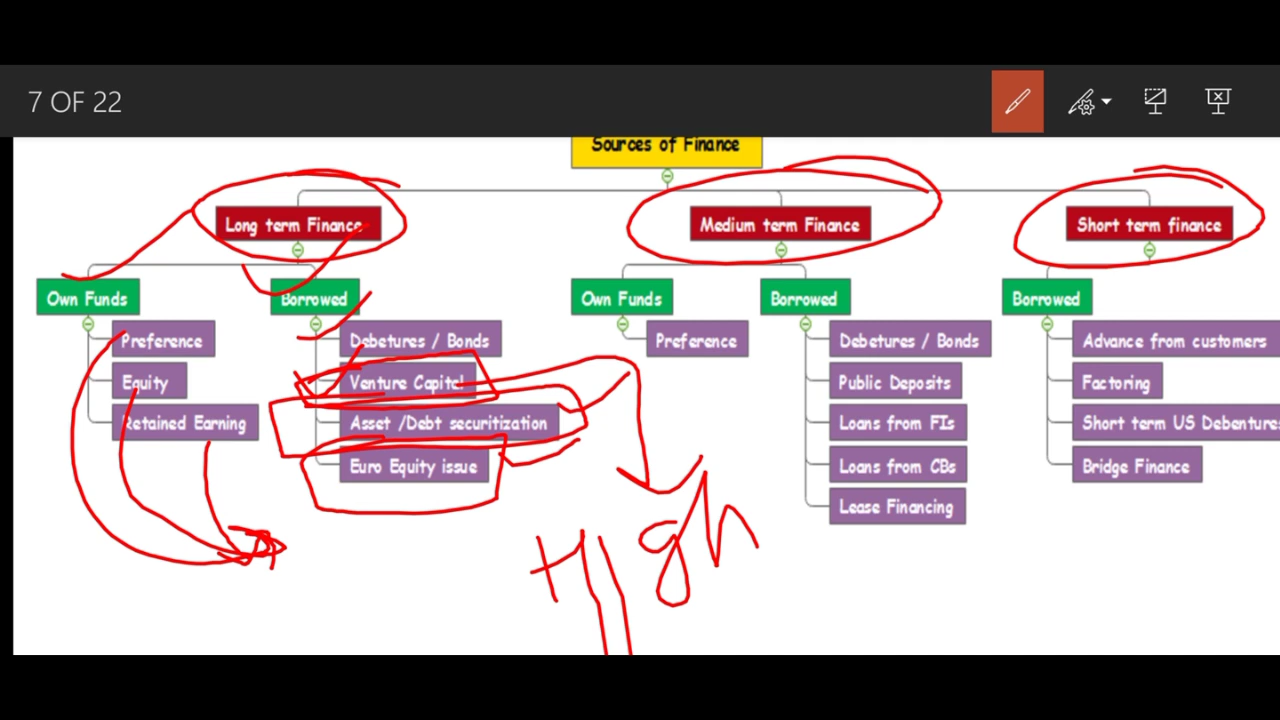 7 OF 22
Sources of Finance
Long term Finance
Medium term Finance
Short term finance
Own Funds
Borrowed
Own Funds
Borrowed
Borrowed
Preference
Equity
Retained Earning
Debetures / Bonds
Venture Capital
Asset /Debt securitization
Euro Equity issue
Preference
Debetures / Bonds
Public Deposits
Loans from FIs
Loans from CBs
Lease Financing
Advance from customers
Factoring
Short term US Debentures
Bridge Finance
High